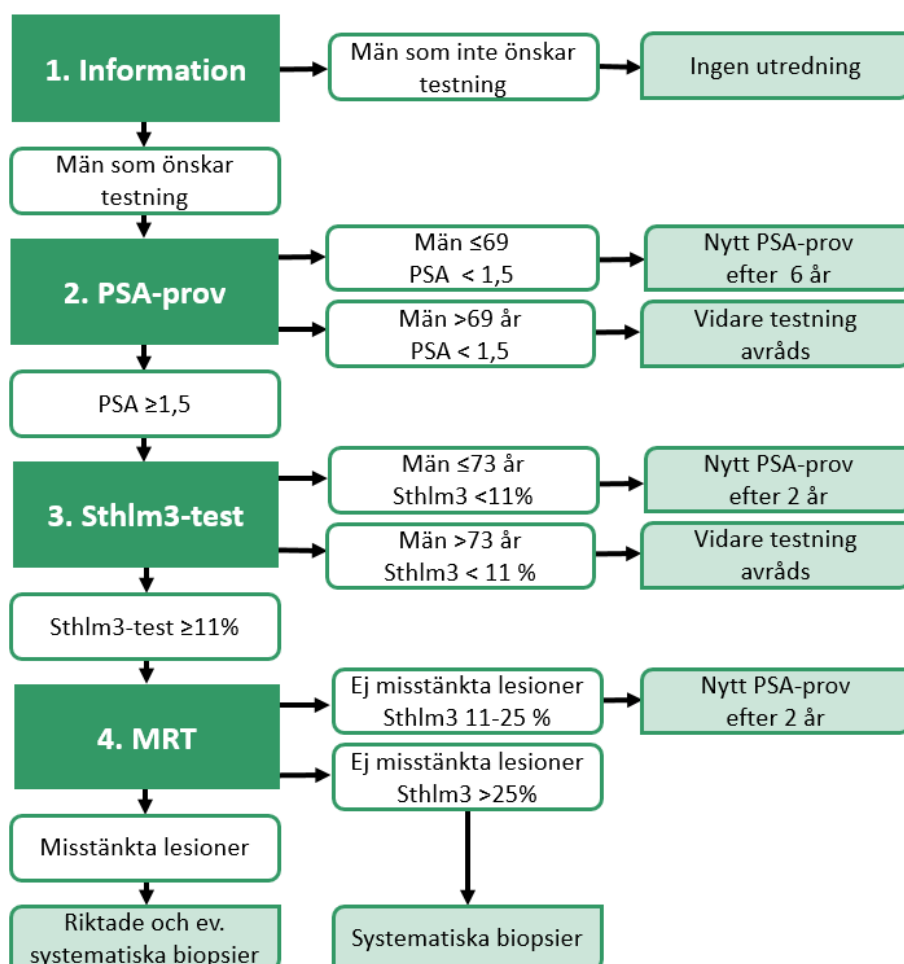 1. Information
Män som inte önskar
testning
Ingen utredning
Män som önskar
testning
2. PSA-prov
Män ≤69
PSA < 1,5
Nytt PSA-prov
efter 6 år
Män >69 år
PSA < 1,5
Vidare testning
avråds
PSA ≥1,5
3. Sthlm3-test
Män ≤73 år
Sthlm3 <11%
Nytt PSA-prov
efter 2 år
Män >73 år
Sthlm3 < 11 %
Vidare testning
avråds
Sthlm3-test ≥11%
4. MRT
Ej misstänkta lesioner
Sthlm3 11-25 %
Nytt PSA-prov
efter 2 år
Ej misstänkta lesioner
Sthlm3 >25%
Misstänkta lesioner
Riktade och ev.
systematiska biopsier
Systematiska biopsier